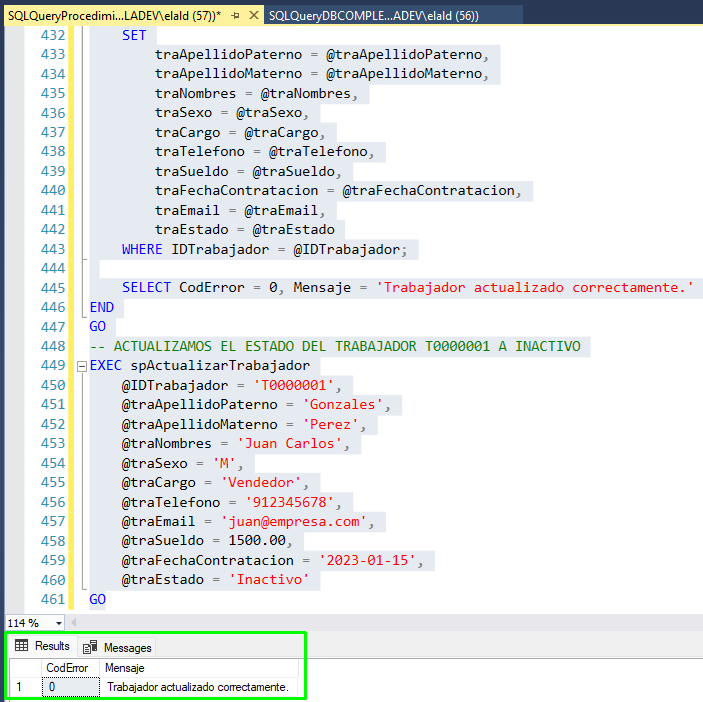 SQLQueryProcedimi...LADEV\elald (57))* SQLQueryDBCOMPLE...ADEV\elald (56))
432 SET
433 traApellidoPaterno = @traApellidoPaterno,
434 traApellidoMaterno = @traApellidoMaterno,
435 traNombres = @traNombres,
436 traSexo = @traSexo,
437 traCargo = @traCargo,
438 traTelefono = @traTelefono,
439 traSueldo = @traSueldo,
440 traFechaContratacion = @traFechaContratacion,
441 traEmail = @traEmail,
442 traEstado = @traEstado
443 WHERE IDTrabajador = @IDTrabajador;
444
445 SELECT CodError = 0, Mensaje = 'Trabajador actualizado correctamente.'
446 END
447 GO
448 -- ACTUALIZAMOS EL ESTADO DEL TRABAJADOR T0000001 A INACTIVO
449 EXEC spActualizarTrabajador
450 @IDTrabajador = 'T0000001',
451 @traApellidoPaterno = 'Gonzales',
452 @traApellidoMaterno = 'Perez',
453 @traNombres = 'Juan Carlos',
454 @traSexo = 'M',
455 @traCargo = 'Vendedor',
456 @traTelefono = '912345678',
457 @traEmail = 'juan@empresa.com',
458 @traSueldo = 1500.00,
459 @traFechaContratacion = '2023-01-15',
460 @traEstado = 'Inactivo'
461 GO
114 %
Results Messages
CodError Mensaje
1 0 Trabajador actualizado correctamente.